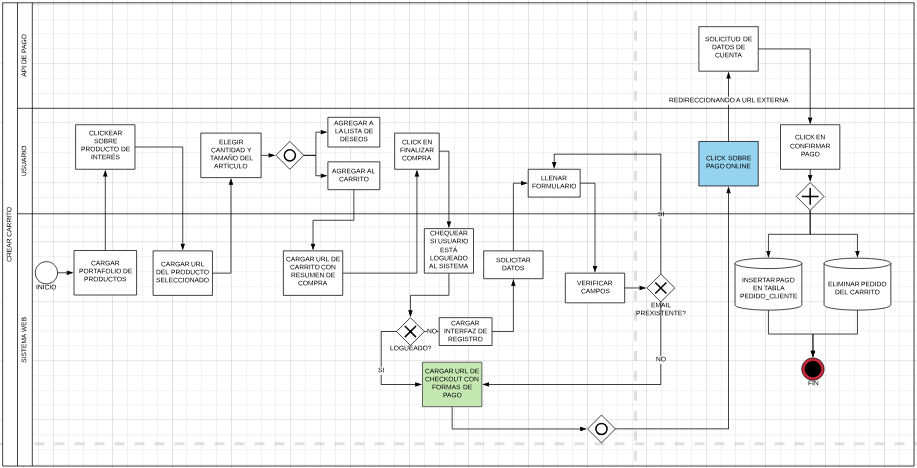 CREAR CARRITO
API DE PAGO
SOLICITUD DE
DATOS DE
CUENTA
REDIRECCIONANDO A URL EXTERNA
USUARIO
CLICKEAR
SOBRE
PRODUCTO DE
INTERÉS
ELEGIR
CANTIDAD Y
TAMAÑO DEL
ARTÍCULO
AGREGAR A
LA LISTA DE
DESEOS
AGREGAR AL
CARRITO
CLICK EN
FINALIZAR
COMPRA
LLENAR
FORMULARIO
CLICK SOBRE
PAGO ONLINE
CLICK EN
CONFIRMAR
PAGO
SISTEMA WEB
INICIO
CARGAR
PORTAFOLIO DE
PRODUCTOS
CARGAR URL
DEL PRODUCTO
SELECCIONADO
CARGAR URL DE
CARRITO CON
RESUMEN DE
COMPRA
CHEQUEAR
SI USUARIO
ESTÁ
LOGUEADO
AL SISTEMA
SOLICITAR
DATOS
VERIFICAR
CAMPOS
SI
EMAIL
PREXISTENTE?
NO
INSERTAR PAGO
EN TABLA
PEDIDO_CLIENTE
ELIMINAR PEDIDO
DEL CARRITO
LOGUEADO?
NO
CARGAR
INTERFAZ DE
REGISTRO
SI
CARGAR URL DE
CHECKOUT CON
FORMAS DE
PAGO
FIN